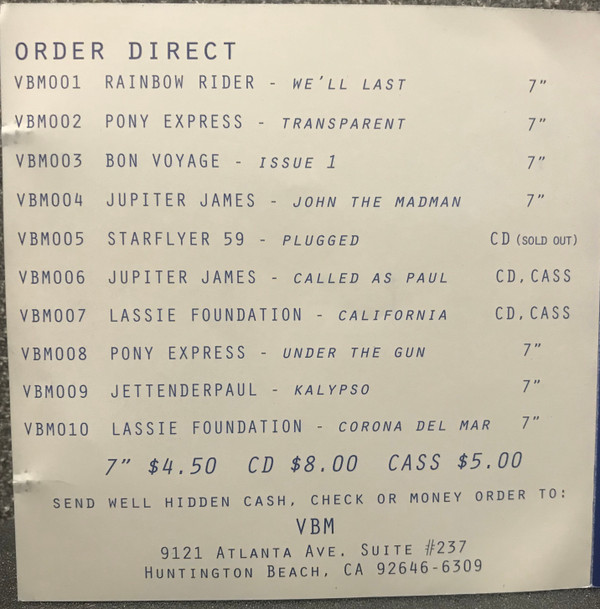 ORDER DIRECT
VBM001 RAINBOW RIDER - WE'LL LAST 7"
VBM002 PONY EXPRESS - TRANSPARENT 7"
VBM003 BON VOYAGE - ISSUE 1 7"
VBM004 JUPITER JAMES - JOHN THE MADMAN 7"
VBM005 STARFLYER 59 - PLUGGED CD (SOLD OUT)
VBM006 JUPITER JAMES - CALLED AS PAUL CD, CASS
VBM007 LASSIE FOUNDATION - CALIFORNIA CD, CASS
VBM008 PONY EXPRESS - UNDER THE GUN 7"
VBM009 JETTENDERPAUL - KALYPSO 7"
VBM010 LASSIE FOUNDATION - CORONA DEL MAR 7"
7" $4.50 CD $8.00 CASS $5.00
SEND WELL HIDDEN CASH, CHECK OR MONEY ORDER TO:
VBM
9121 ATLANTA AVE. SUITE #237
HUNTINGTON BEACH, CA 92646-6309